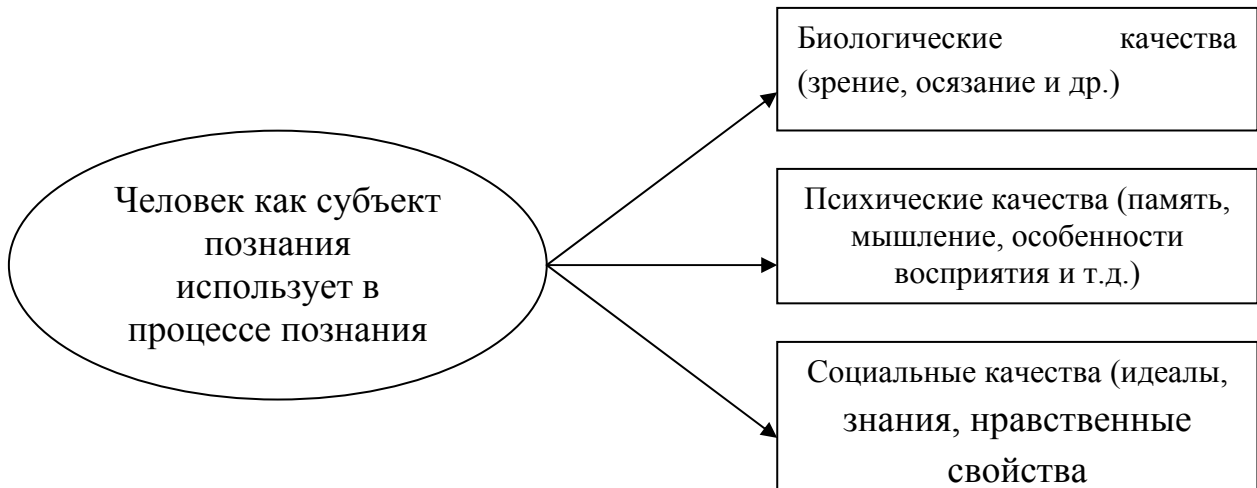 Человек как субъект
познания
использует в
процессе познания
Биологические качества
(зрение, осязание и др.)
Психические качества (память,
мышление, особенности
восприятия и т.д.)
Социальные качества (идеалы,
знания, нравственные
свойства